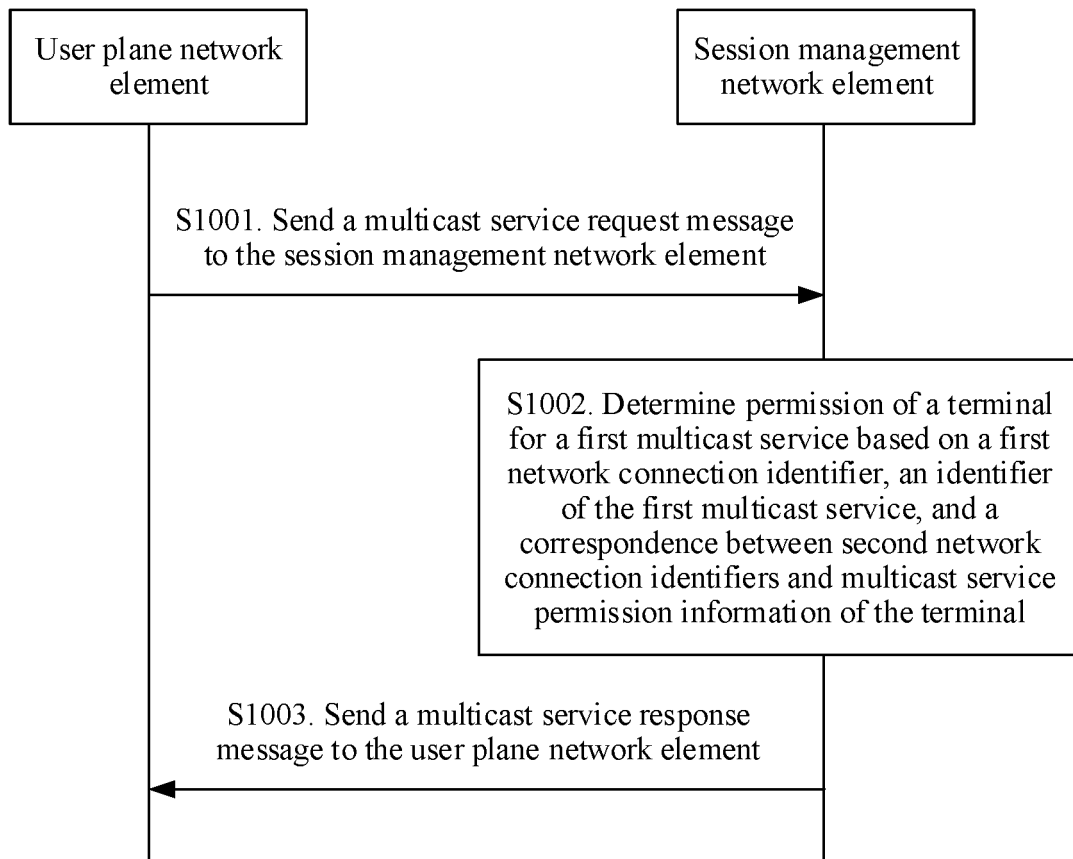 User plane network
element
Session management
network element
S1001. Send a multicast service request message
to the session management network element
S1002. Determine permission of a terminal
for a first multicast service based on a first
network connection identifier, an identifier
of the first multicast service, and a
correspondence between second network
connection identifiers and multicast service
permission information of the terminal
S1003. Send a multicast service response
message to the user plane network element